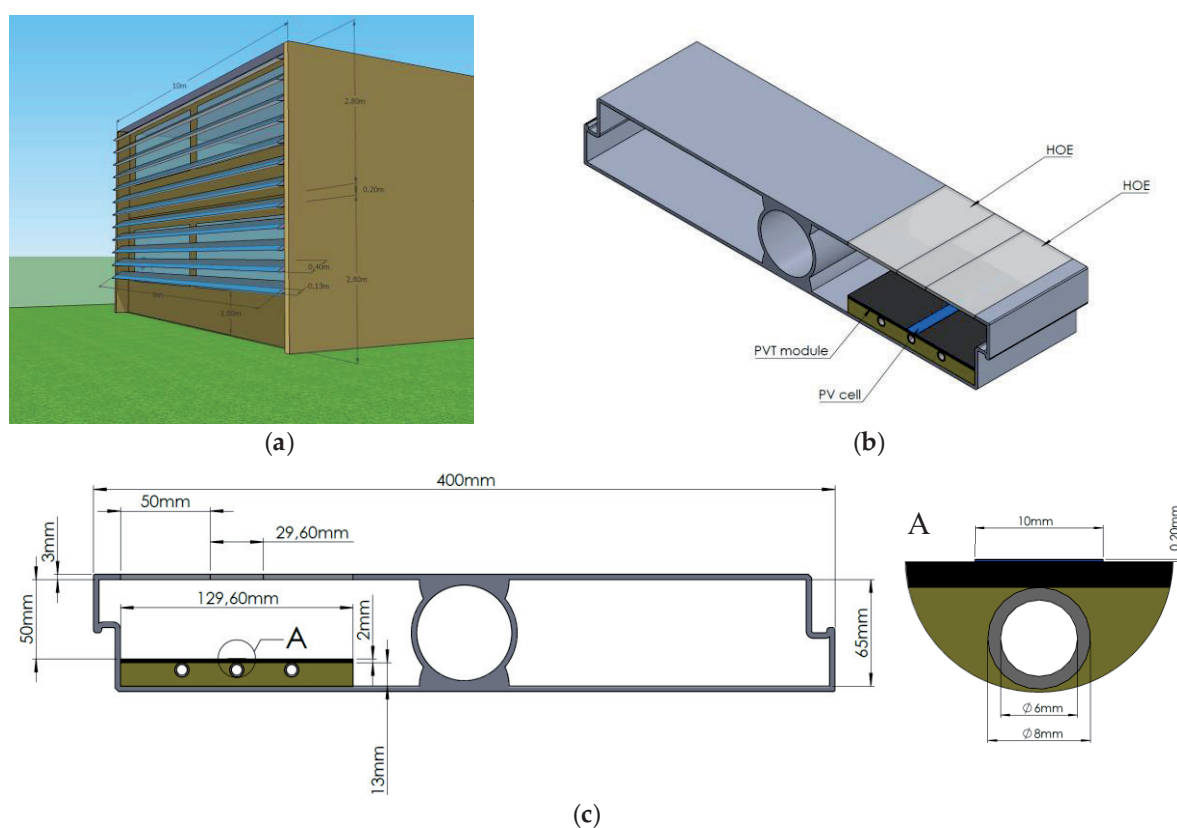 10m
2,80m
0.20m
2,80m
0,40m
0,13m
1,00m
(a)
HOE
HOE
PVT module
PV cell
(b)
400mm
50mm
29,60mm
3mm
50mm
129,60mm
2mm
A
65mm
13mm
A
10mm
0,20mm
Ø6mm
Ø8mm
(c)